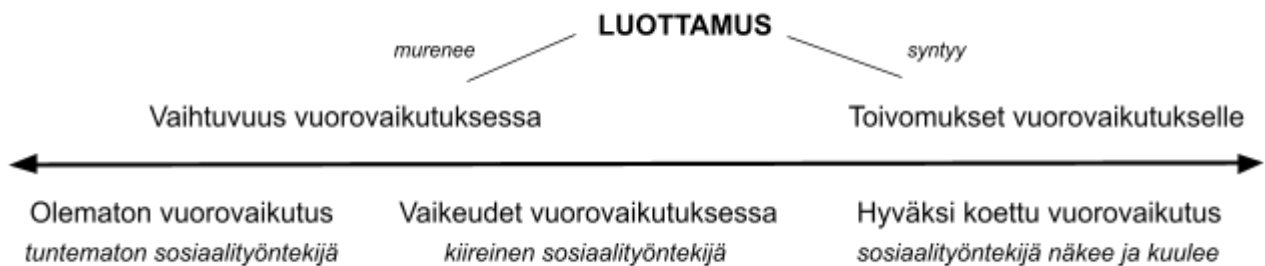 LUOTTAMUS
murenee
syntyy
Vaihtuvuus vuorovaikutuksessa
Toivomukset vuorovaikutukselle
Olematon vuorovaikutus
tuntematon sosiaalityöntekijä
Vaikeudet vuorovaikutuksessa
kiireinen sosiaalityöntekijä
Hyväksi koettu vuorovaikutus
sosiaalityöntekijä näkee ja kuulee